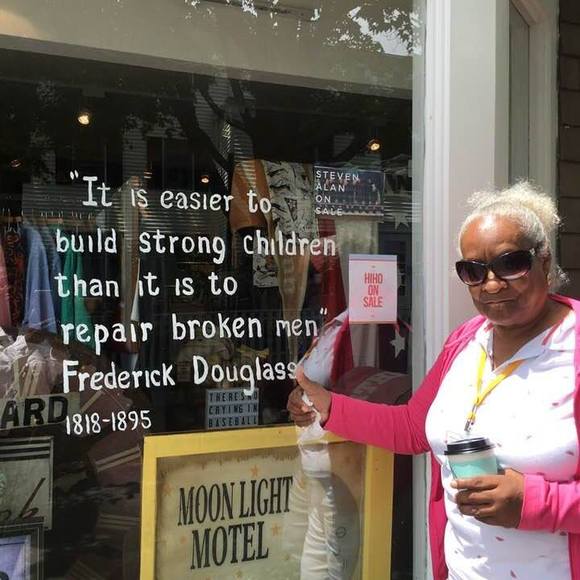 "It is easier to
build strong children
than it is to
repair broken men"
Frederick Douglass
1818-1895
STEVEN
ALAN
ON
SALE
HIHO
ON
SALE
THERE'S NO
CRYING IN
BASEBALL
ARD
MOON LIGHT
MOTEL